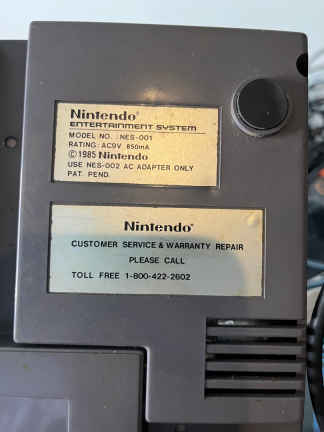 Nintendo®
ENTERTAINMENT SYSTEM
MODEL NO.: NES-001
RATING: AC9V 850mA
©1985 Nintendo
USE NES-002 AC ADAPTER ONLY
PAT. PEND.
Nintendo®
CUSTOMER SERVICE & WARRANTY REPAIR
PLEASE CALL
TOLL FREE 1-800-422-2602